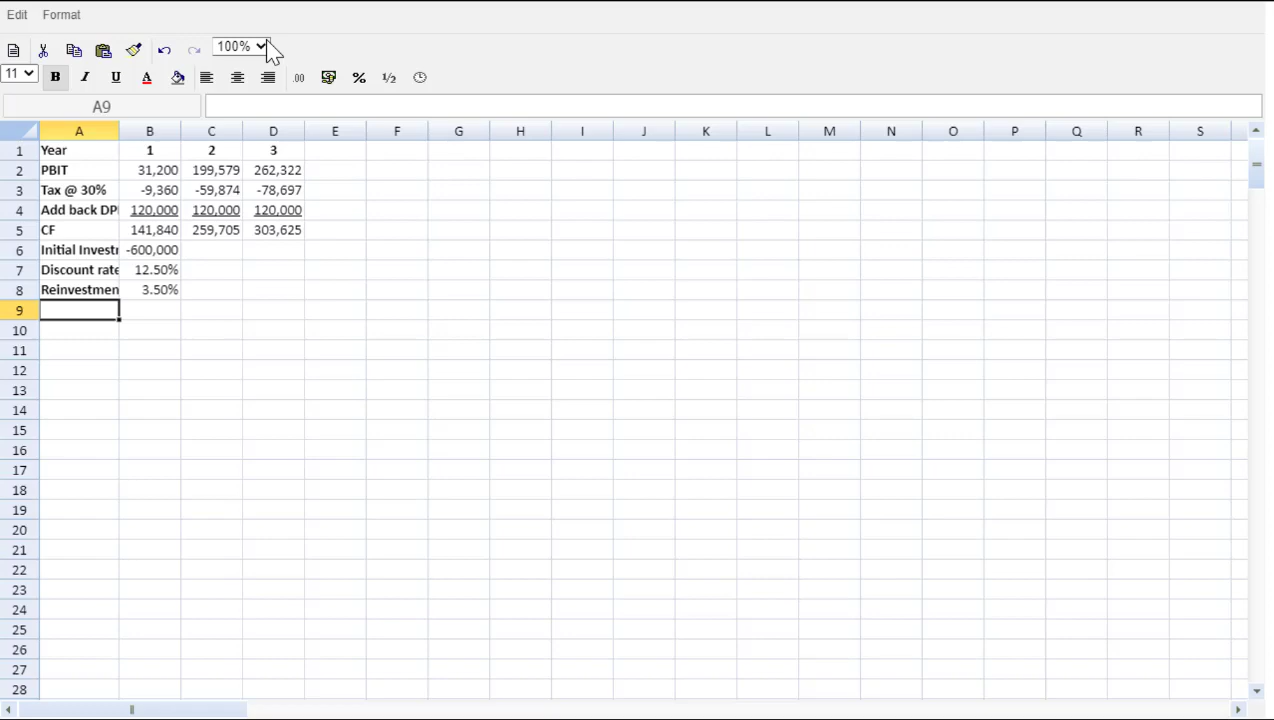 Edit Format
100%
11 B I U A .00 % ½
A9
A B C D E F G H I J K L M N O P Q R S
1 Year 1 2 3
2 PBIT 31,200 199,579 262,322
3 Tax @ 30% -9,360 -59,874 -78,697
4 Add back DP 120,000 120,000 120,000
5 CF 141,840 259,705 303,625
6 Initial Investr -600,000
7 Discount rate 12.50%
8 Reinvestmen 3.50%
9
10
11
12
13
14
15
16
17
18
19
20
21
22
23
24
25
26
27
28